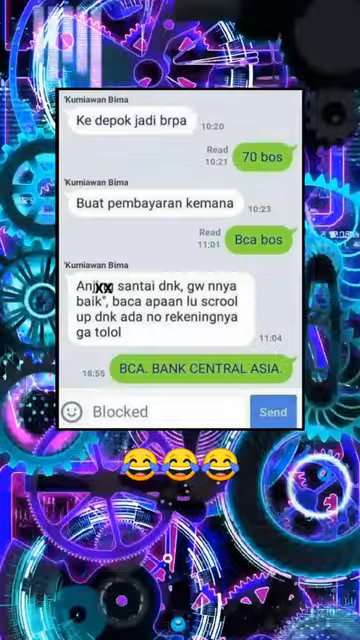 'Kurniawan Bima
Ke depok jadi brpa
10:20
Read
10:21
70 bos
'Kurniawan Bima
Buat pembayaran kemana
10:23
Read
11:01
Bca bos
'Kurniawan Bima
Anjxx santai dnk, gw nnya
baik", baca apaan lu scrool
up dnk ada no rekeningnya
ga tolol
11:04
18:55
BCA. BANK CENTRAL ASIA.
Blocked
Send
😂😂😂